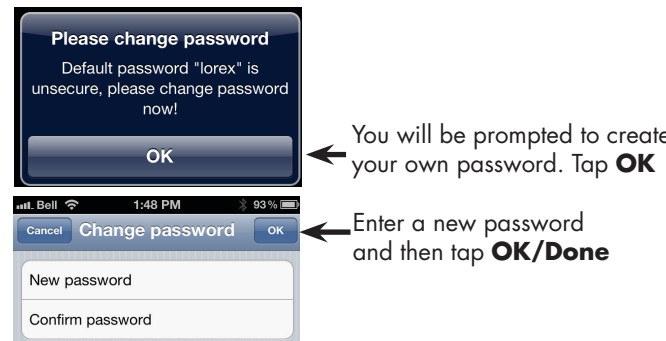 Please change password
Default password "lorex" is
unsecure, please change password
now!
OK
You will be prompted to create
your own password. Tap OK
Bell 1:48 PM 93%
Cancel Change password OK
Enter a new password
and then tap OK/Done
New password
Confirm password